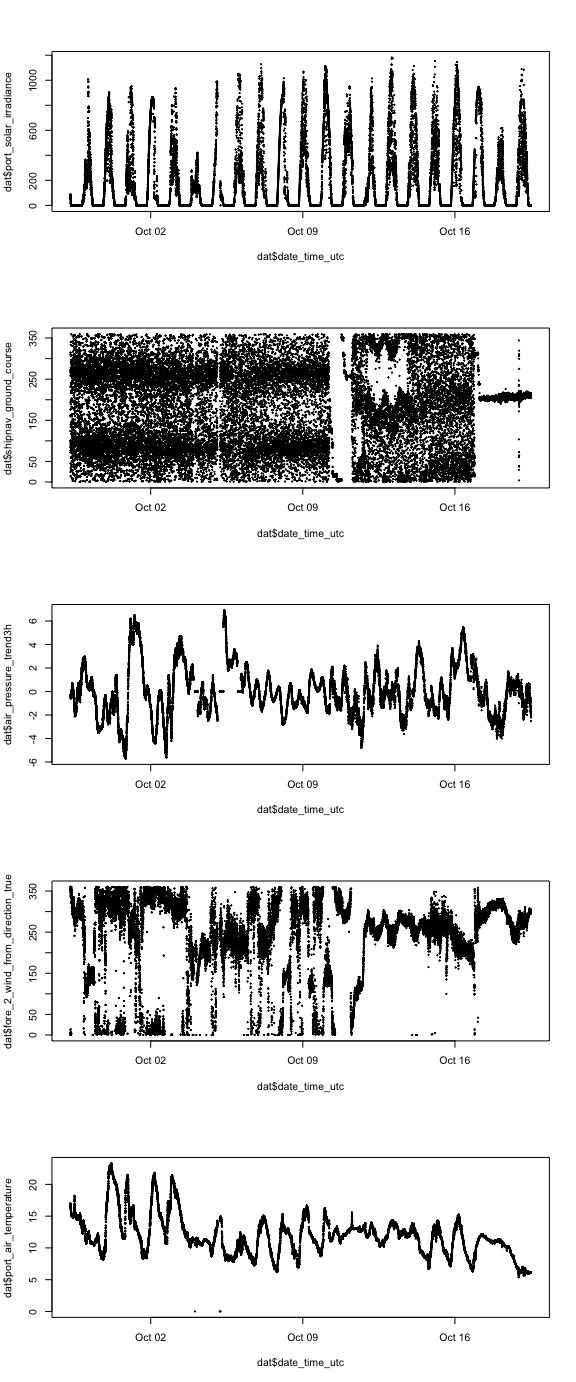 dat$port_solar_irradiance
0 200 600 1000
Oct 02 Oct 09 Oct 16
dat$date_time_utc
dat$shipnav_ground_course
0 50 150 250 350
Oct 02 Oct 09 Oct 16
dat$date_time_utc
dat$air_pressure_trend3h
-6 -4 -2 0 2 4 6
Oct 02 Oct 09 Oct 16
dat$date_time_utc
dat$fore_2_wind_from_direction_true
0 50 150 250 350
Oct 02 Oct 09 Oct 16
dat$date_time_utc
dat$port_air_temperature
0 5 10 15 20
Oct 02 Oct 09 Oct 16
dat$date_time_utc